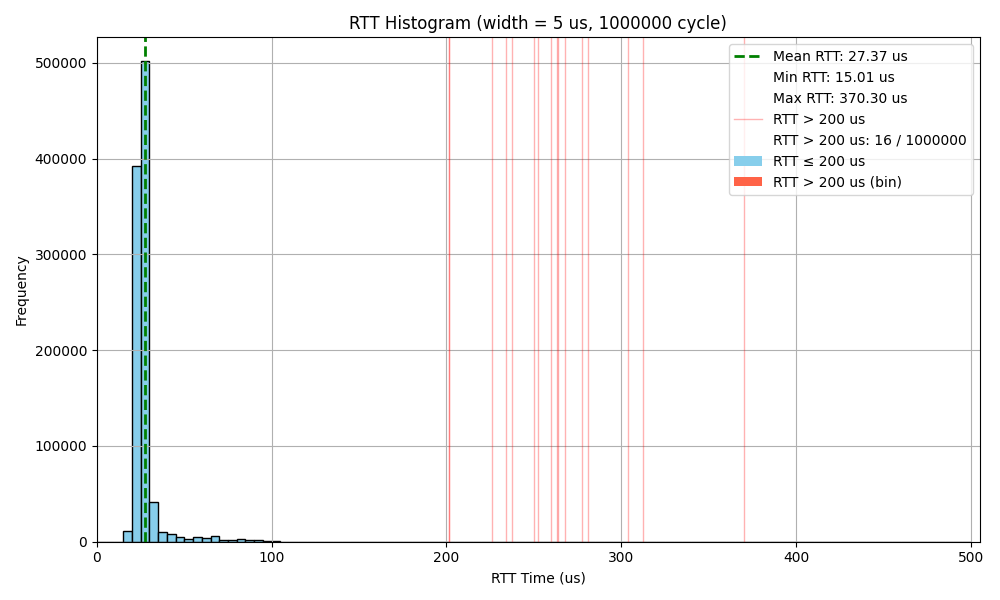 RTT Histogram (width = 5 us, 1000000 cycle)
Mean RTT: 27.37 us
Min RTT: 15.01 us
Max RTT: 370.30 us
RTT > 200 us
RTT > 200 us: 16 / 1000000
RTT ≤ 200 us
RTT > 200 us (bin)
Frequency
500000
400000
300000
200000
100000
0
0 100 200 300 400 500
RTT Time (us)